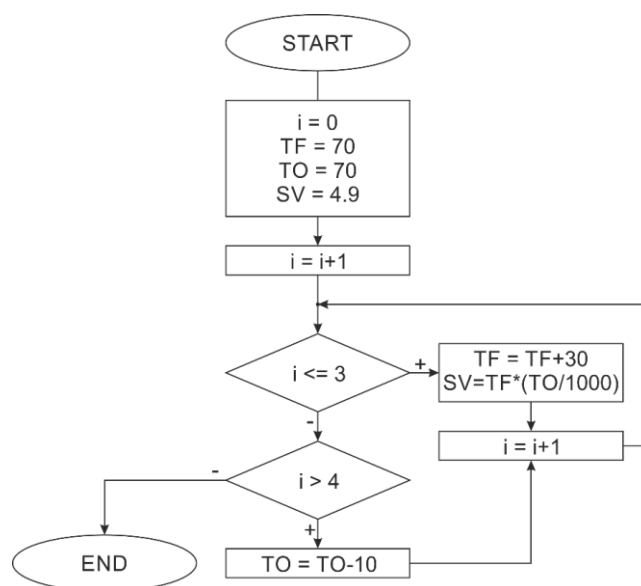 START
i = 0
TF = 70
TO = 70
SV = 4.9
i = i+1
i <= 3
+
TF = TF+30
SV=TF*(TO/1000)
-
i = i+1
-
i > 4
+
END
TO = TO-10